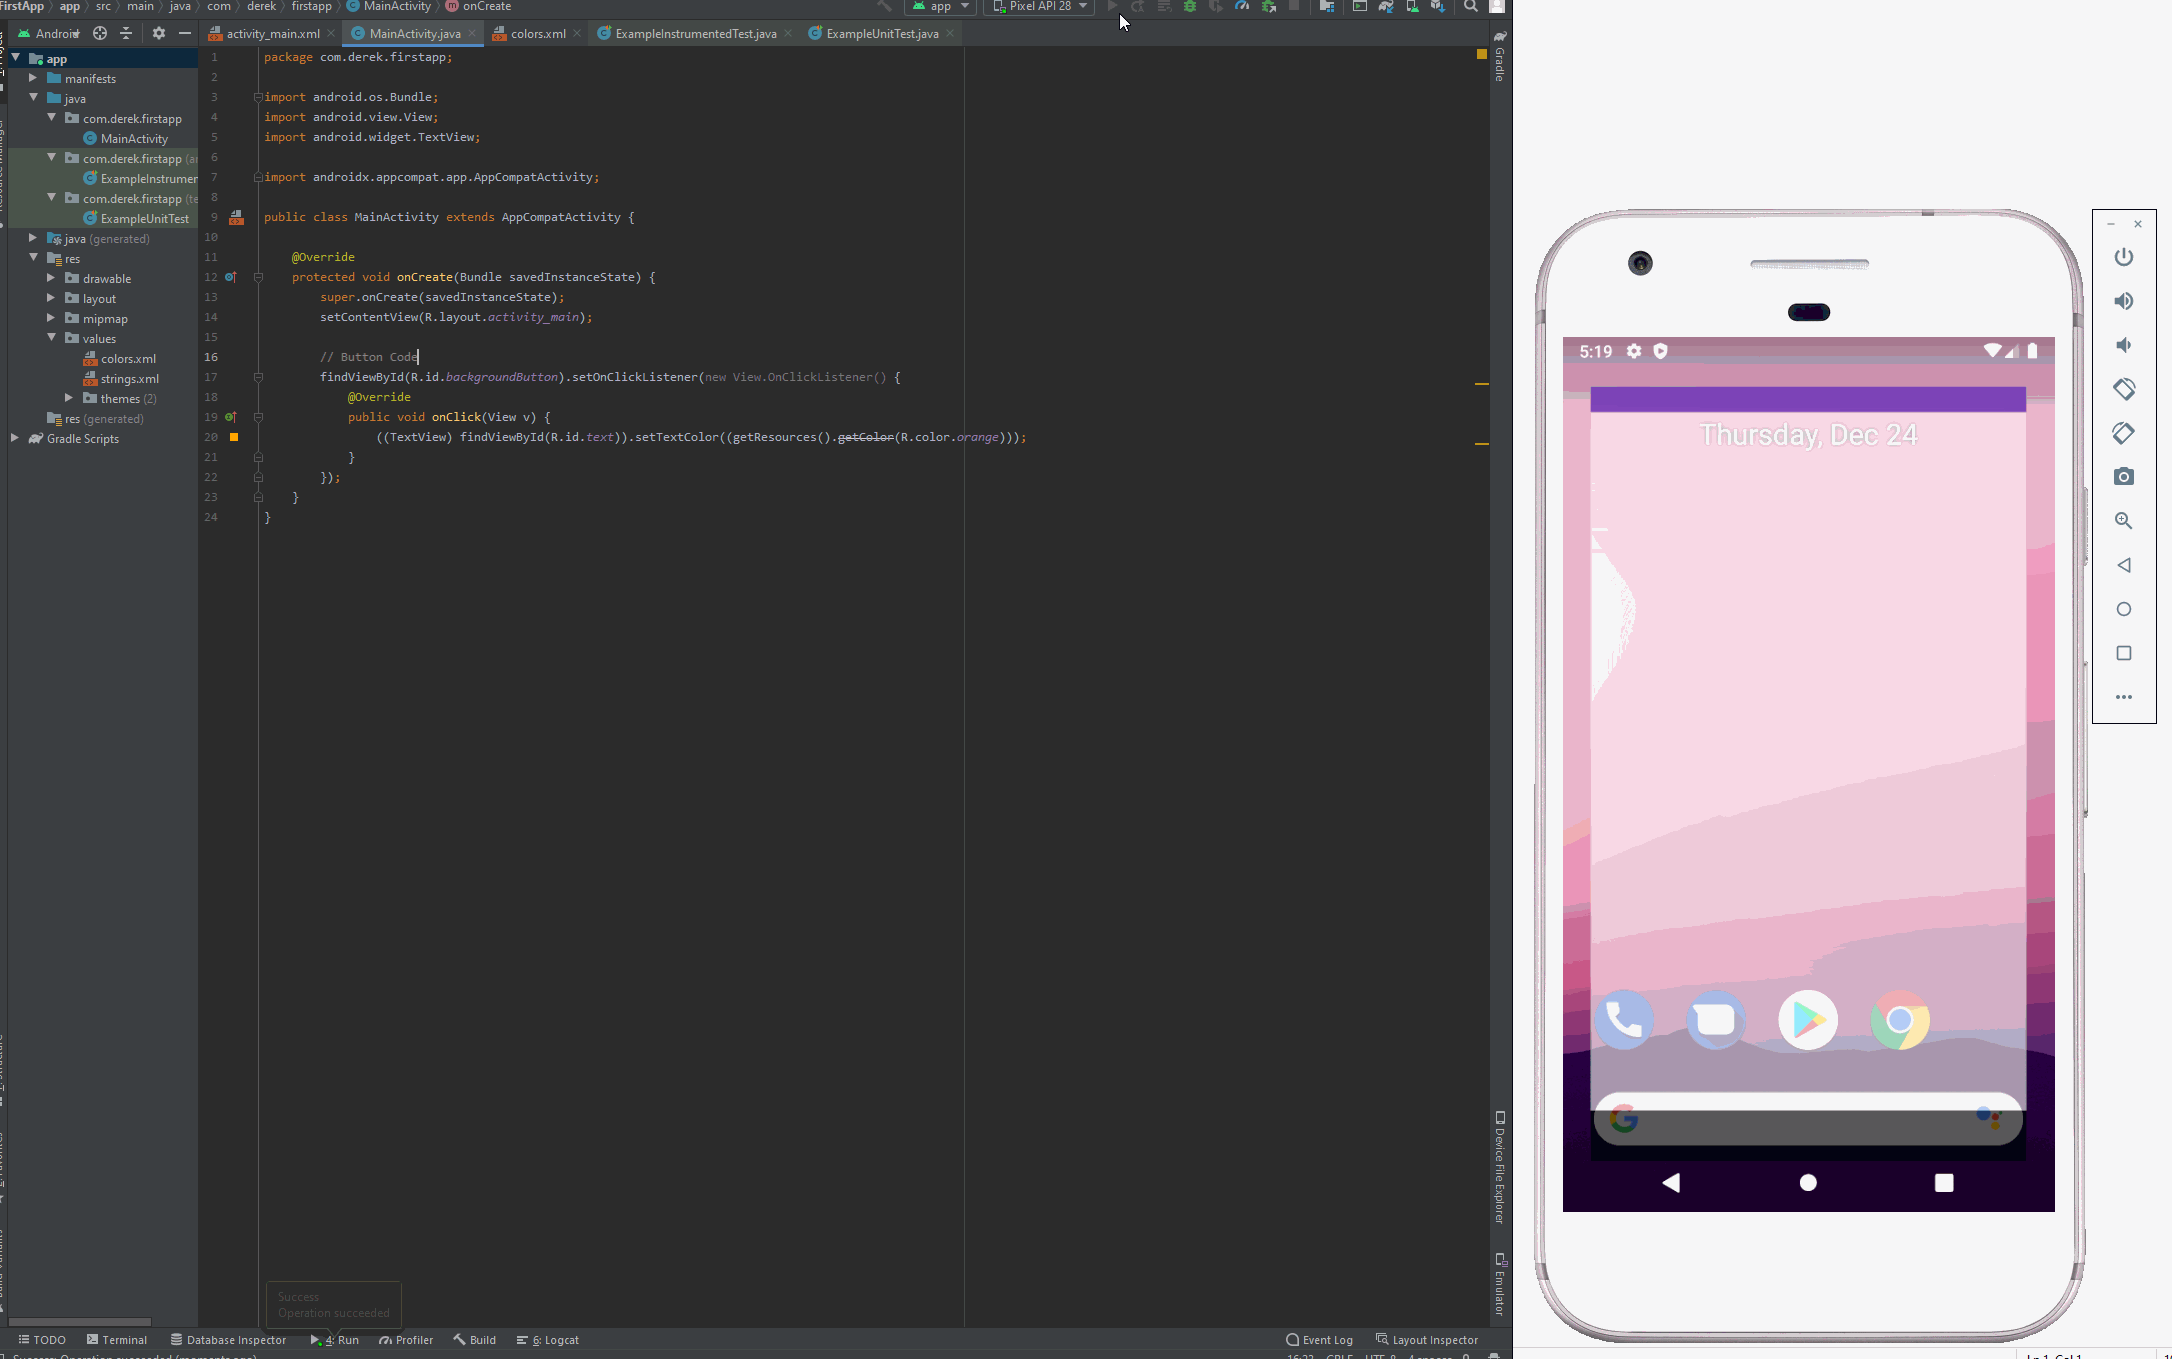 FirstApp app src main java com derek firstapp MainActivity onCreate
app Pixel API 28
Android
activity_main.xml MainActivity.java colors.xml ExampleInstrumentedTest.java ExampleUnitTest.java
app
manifests
java
com.derek.firstapp
MainActivity
com.derek.firstapp
ExampleInstrumen
com.derek.firstapp
ExampleUnitTest
java (generated)
res
drawable
layout
mipmap
values
colors.xml
strings.xml
themes (2)
res (generated)
Gradle Scripts
1 package com.derek.firstapp;
2
3 import android.os.Bundle;
4 import android.view.View;
5 import android.widget.TextView;
6
7 import androidx.appcompat.app.AppCompatActivity;
8
9 public class MainActivity extends AppCompatActivity {
10
11 @Override
12 protected void onCreate(Bundle savedInstanceState) {
13 super.onCreate(savedInstanceState);
14 setContentView(R.layout.activity_main);
15
16 // Button Code
17 findViewById(R.id.backgroundButton).setOnClickListener(new View.OnClickListener() {
18 @Override
19 public void onClick(View v) {
20 ((TextView) findViewById(R.id.text)).setTextColor((getResources().getColor(R.color.orange)));
21 }
22 });
23 }
24 }
Gradle
Device File Explorer
Emulator
Success
Operation succeeded
TODO Terminal Database Inspector 4: Run Profiler Build 6: Logcat Event Log Layout Inspector
5:19
Thursday, Dec 24